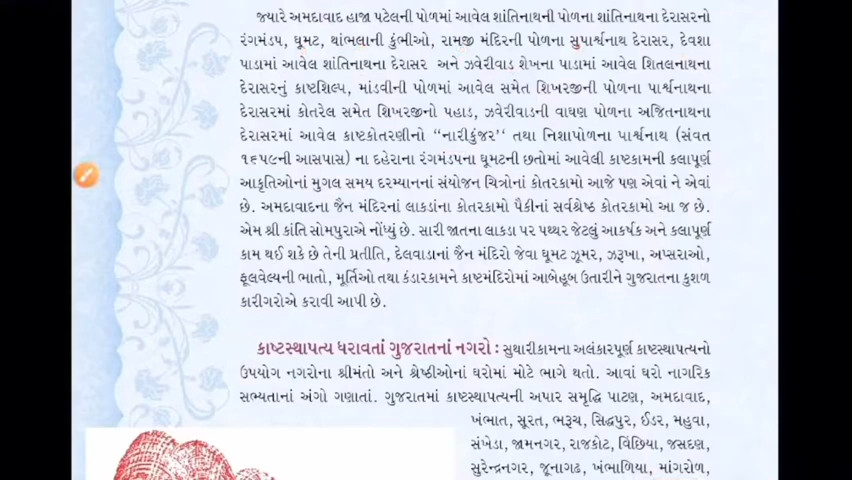 જ્યારે અમદાવાદ હાજા પટેલની પોળમાં આવેલ શાંતિનાથની પોળના શાંતિનાથના દેરાસરનો
રંગમંડપ, ઘૂમટ, થાંભલાની કુંભીઓ, રામજી મંદિરની પોળના સુપાર્શ્વનાથ દેરાસર, દેવશા
પાડામાં આવેલ શાંતિનાથના દેરાસર અને ઝવેરીવાડ શેખના પાડામાં આવેલ શિતલનાથના
દેરાસરનું કાષ્ટશિલ્પ, માંડવીની પોળમાં આવેલ સમેત શિખરજીની પોળના પાર્શ્વનાથના
દેરાસરમાં કોતરેલ સમેત શિખરજીનો પહાડ, ઝવેરીવાડની વાઘણ પોળના અજિતનાથના
દેરાસરમાં આવેલ કાષ્ટકોતરણીનો ‘‘નારીકુંજર‘‘ તથા નિશાપોળના પાર્શ્વનાથ (સંવત
૧૬૫૯ની આસપાસ) ના દહેરાના રંગમંડપના ઘૂમટની છતોમાં આવેલી કાષ્ટકામની કલાપૂર્ણ
આકૃતિઓનાં મુગલ સમય દરમ્યાનનાં સંયોજન ચિત્રોનાં કોતરકામો આજે પણ એવાં ને એવાં
છે. અમદાવાદના જૈન મંદિરનાં લાકડાંના કોતરકામો પૈકીનાં સર્વશ્રેષ્ઠ કોતરકામો આ જ છે.
એમ શ્રી કાંતિ સોમપુરાએ નોંધ્યું છે. સારી જાતના લાકડા પર પથ્થર જેટલું આકર્ષક અને કલાપૂર્ણ
કામ થઈ શકે છે તેની પ્રતીતિ, દેલવાડાનાં જૈન મંદિરો જેવા ઘૂમટ ઝૂમર, ઝરૂખા, અપ્સરાઓ,
ફૂલવેલ્યની ભાતો, મૂર્તિઓ તથા કંડારકામને કાષ્ટમંદિરોમાં આબેહૂબ ઉતારીને ગુજરાતના કુશળ
કારીગરોએ કરાવી આપી છે.
કાષ્ટસ્થાપત્ય ધરાવતાં ગુજરાતનાં નગરો : સુથારીકામના અલંકારપૂર્ણ કાષ્ટસ્થાપત્યનો
ઉપયોગ નગરોના શ્રીમંતો અને શ્રેષ્ઠીઓનાં ઘરોમાં મોટે ભાગે થતો. આવાં ઘરો નાગરિક
સભ્યતાનાં અંગો ગણાતાં. ગુજરાતમાં કાષ્ટસ્થાપત્યની અપાર સમૃદ્ધિ પાટણ, અમદાવાદ,
ખંભાત, સૂરત, ભરૂચ, સિદ્ધપુર, ઈડર, મહુવા,
સંખેડા, જામનગર, રાજકોટ, વિંછિયા, જસદણ,
સુરેન્દ્રનગર, જૂનાગઢ, ખંભાળિયા, માંગરોળ,